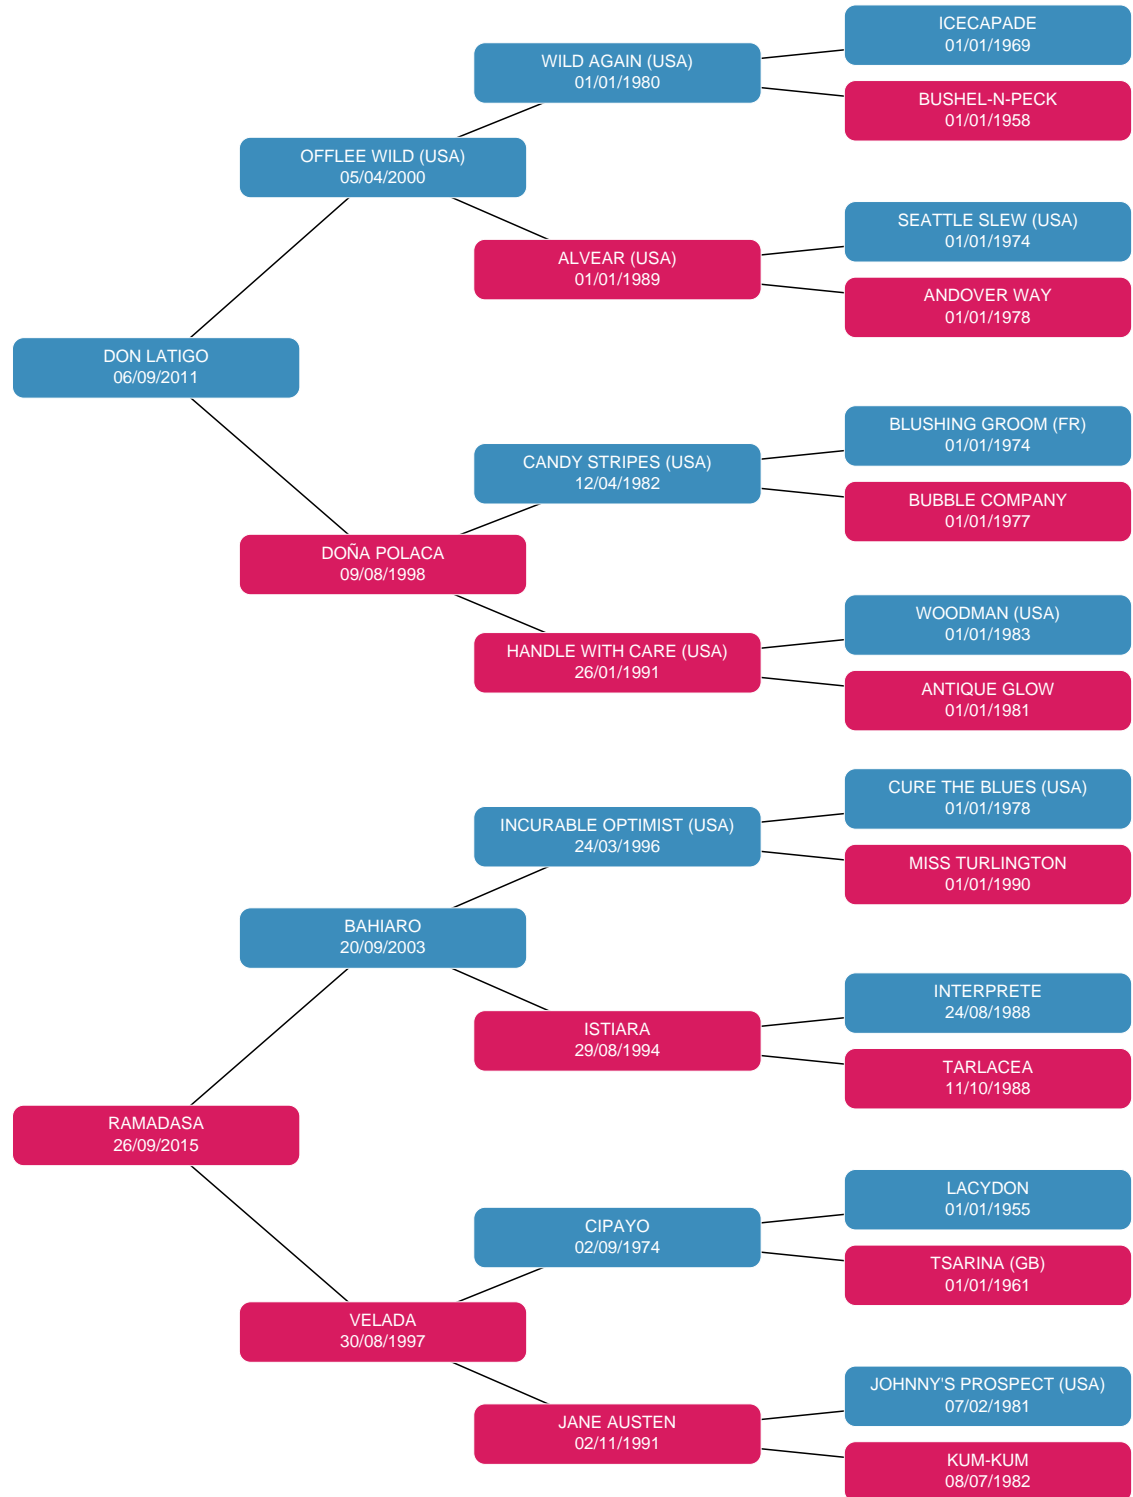 ICECAPADE
01/01/1969
WILD AGAIN (USA)
01/01/1980
BUSHEL-N-PECK
01/01/1958
OFFLEE WILD (USA)
05/04/2000
SEATTLE SLEW (USA)
01/01/1974
ALVEAR (USA)
01/01/1989
ANDOVER WAY
01/01/1978
DON LATIGO
06/09/2011
BLUSHING GROOM (FR)
01/01/1974
CANDY STRIPES (USA)
12/04/1982
BUBBLE COMPANY
01/01/1977
DOÑA POLACA
09/08/1998
WOODMAN (USA)
01/01/1983
HANDLE WITH CARE (USA)
26/01/1991
ANTIQUE GLOW
01/01/1981
CURE THE BLUES (USA)
01/01/1978
INCURABLE OPTIMIST (USA)
24/03/1996
MISS TURLINGTON
01/01/1990
BAHIARO
20/09/2003
INTERPRETE
24/08/1988
ISTIARA
29/08/1994
TARLACEA
11/10/1988
RAMADASA
26/09/2015
LACYDON
01/01/1955
CIPAYO
02/09/1974
TSARINA (GB)
01/01/1961
VELADA
30/08/1997
JOHNNY'S PROSPECT (USA)
07/02/1981
JANE AUSTEN
02/11/1991
KUM-KUM
08/07/1982